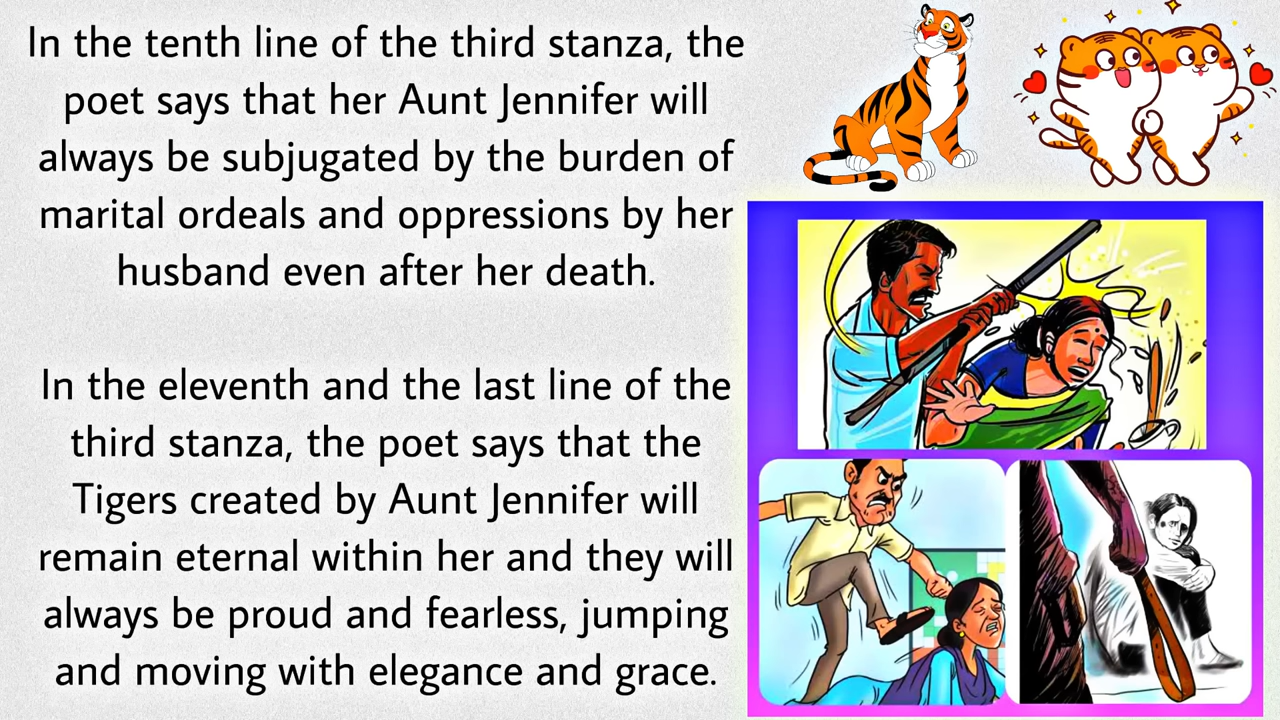 In the tenth line of the third stanza, the
poet says that her Aunt Jennifer will
always be subjugated by the burden of
marital ordeals and oppressions by her
husband even after her death.
In the eleventh and the last line of the
third stanza, the poet says that the
Tigers created by Aunt Jennifer will
remain eternal within her and they will
always be proud and fearless, jumping
and moving with elegance and grace.